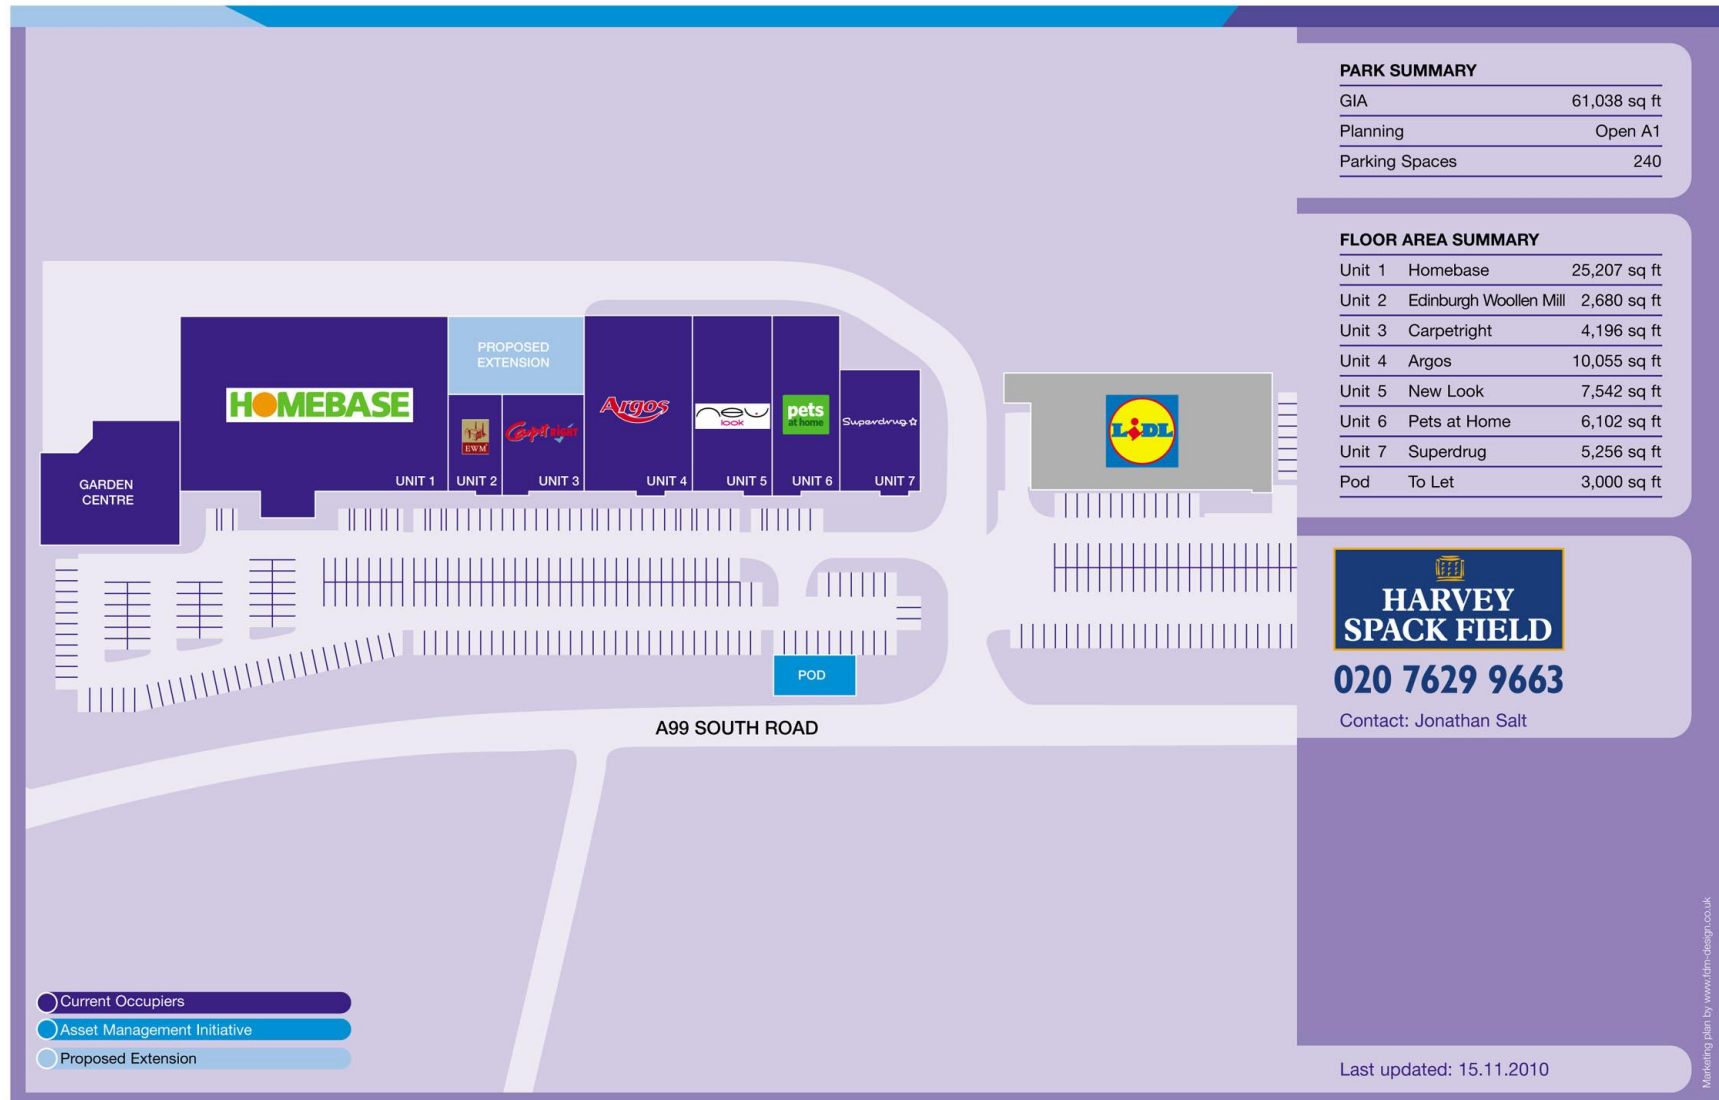 PARK SUMMARY
GIA 61,038 sq ft
Planning Open A1
Parking Spaces 240
FLOOR AREA SUMMARY
Unit 1 Homebase 25,207 sq ft
Unit 2 Edinburgh Woollen Mill 2,680 sq ft
Unit 3 Carpetright 4,196 sq ft
Unit 4 Argos 10,055 sq ft
Unit 5 New Look 7,542 sq ft
Unit 6 Pets at Home 6,102 sq ft
Unit 7 Superdrug 5,256 sq ft
Pod To Let 3,000 sq ft
HARVEY
SPACK FIELD
020 7629 9663
Contact: Jonathan Salt
PROPOSED
EXTENSION
HOMEBASE
EWM
CarpetRIGHT
Argos
new
look
pets
at home
Superdrug
LIDL
GARDEN
CENTRE
UNIT 1
UNIT 2
UNIT 3
UNIT 4
UNIT 5
UNIT 6
UNIT 7
POD
A99 SOUTH ROAD
Current Occupiers
Asset Management Initiative
Proposed Extension
Last updated: 15.11.2010
Marketing plan by www.fdm-design.co.uk